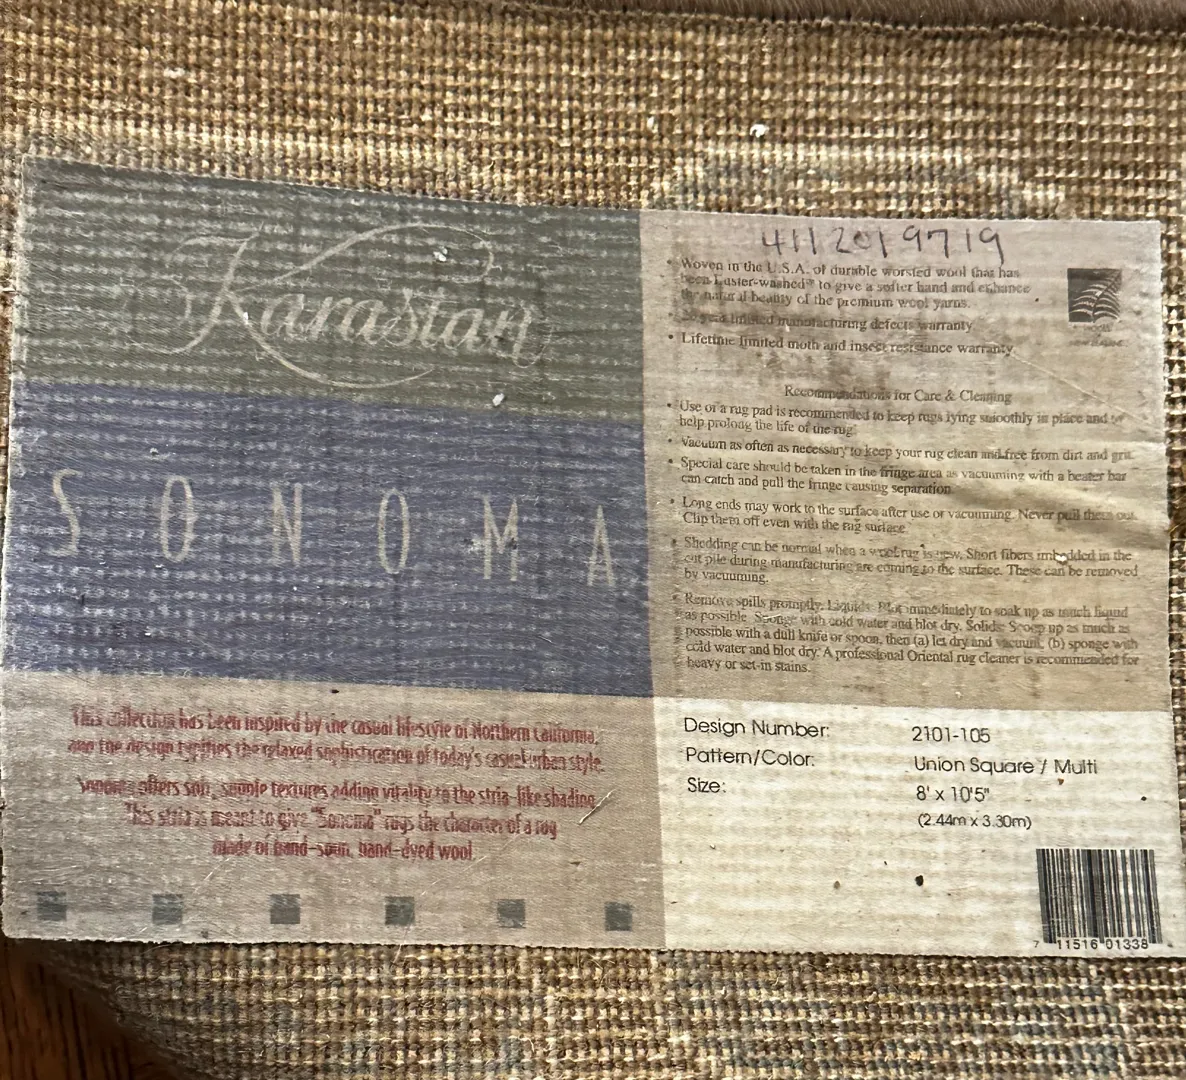 Karastan
SONOMA
This collection has been inspired by the casual lifestyle of Northern California,
and the design typifies the relaxed sophistication of today's casual urban style.
Sonoma offers soft, supple textures adding vitality to the stria-like shading.
This stria is meant to give "Sonoma" rugs the character of a rug
made of hand-spun, hand-dyed wool.
4112019719
• Woven in the U.S.A. of durable worsted wool that has
been Luster-washed™ to give a softer hand and enhance
the natural beauty of the premium wool yarns.
• limited manufacturing defects warranty
• Lifetime limited moth and insect resistance warranty
Recommendations for Care & Cleaning
• Use of a rug pad is recommended to keep rugs lying smoothly in place and to
help prolong the life of the rug.
• Vacuum as often as necessary to keep your rug clean and free from dirt and grit.
• Special care should be taken in the fringe area as vacuuming with a beater bar
can catch and pull the fringe causing separation.
• Long ends may work to the surface after use or vacuuming. Never pull them out.
Clip them off even with the rug surface.
• Shedding can be normal when a wool rug is new. Short fibers imbedded in the
cut pile during manufacturing are coming to the surface. These can be removed
by vacuuming.
• Remove spills promptly. Liquids: Blot immediately to soak up as much liquid
as possible. Sponge with cold water and blot dry. Solids: Scoop up as much as
possible with a dull knife or spoon, then (a) let dry and vacuum, (b) sponge with
cold water and blot dry. A professional Oriental rug cleaner is recommended for
heavy or set-in stains.
Design Number: 2101-105
Pattern/Color: Union Square / Multi
Size: 8' x 10'5"
(2.44m x 3.30m)
7 11516 01338